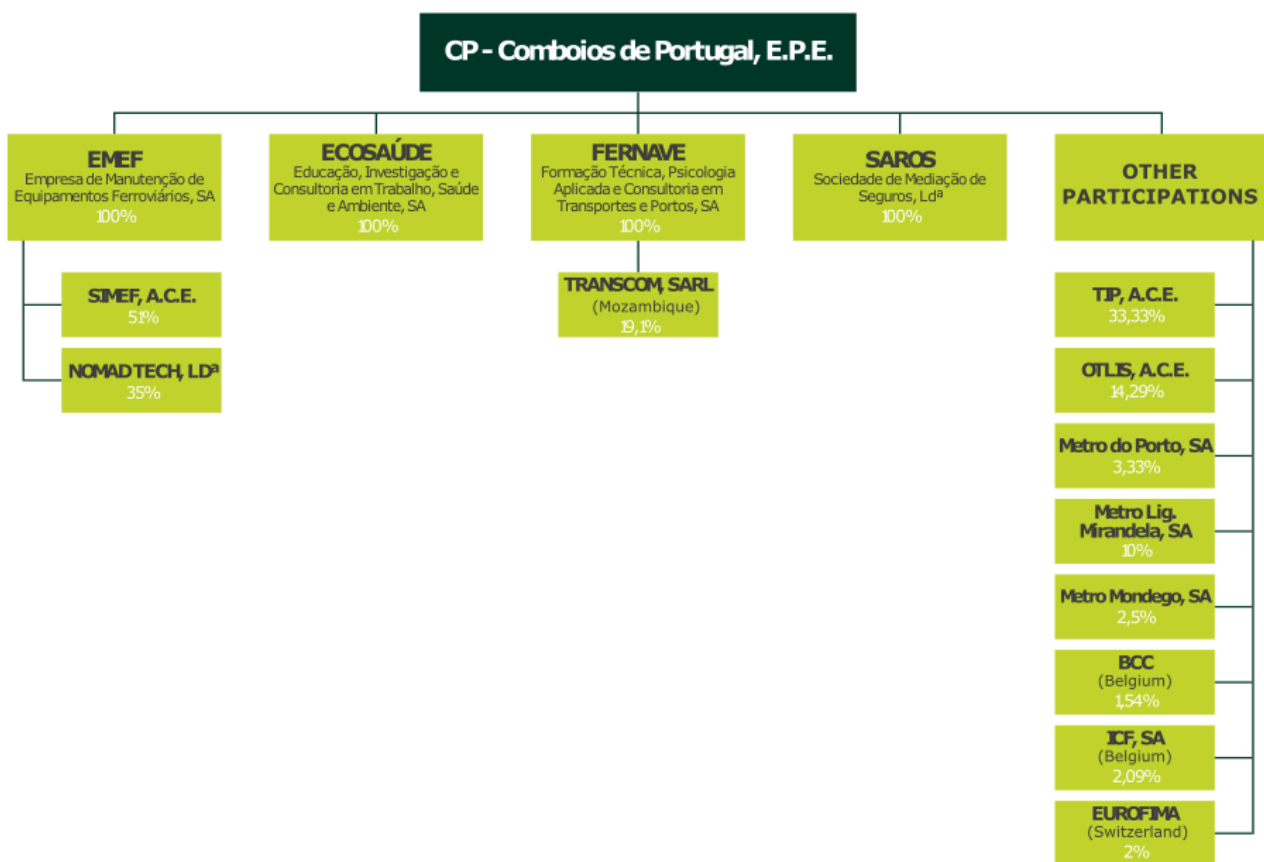 CP - Comboios de Portugal, E.P.E.
EMEF
Empresa de Manutenção de
Equipamentos Ferroviários, SA
100%
SIMEF, A.C.E.
51%
NOMAD TECH, LDª
35%
ECOSAÚDE
Educação, Investigação e
Consultoria em Trabalho, Saúde
e Ambiente, SA
100%
FERNAVE
Formação Técnica, Psicologia
Aplicada e Consultoria em
Transportes e Portos, SA
100%
TRANSCOM, SARL
(Mozambique)
19,1%
SAROS
Sociedade de Mediação de
Seguros, Ldª
100%
OTHER
PARTICIPATIONS
TIP, A.C.E.
33,33%
OTLIS, A.C.E.
14,29%
Metro do Porto, SA
3,33%
Metro Lig.
Mirandela, SA
10%
Metro Mondego, SA
2,5%
BCC
(Belgium)
1,54%
ICF, SA
(Belgium)
2,09%
EUROFIMA
(Switzerland)
2%